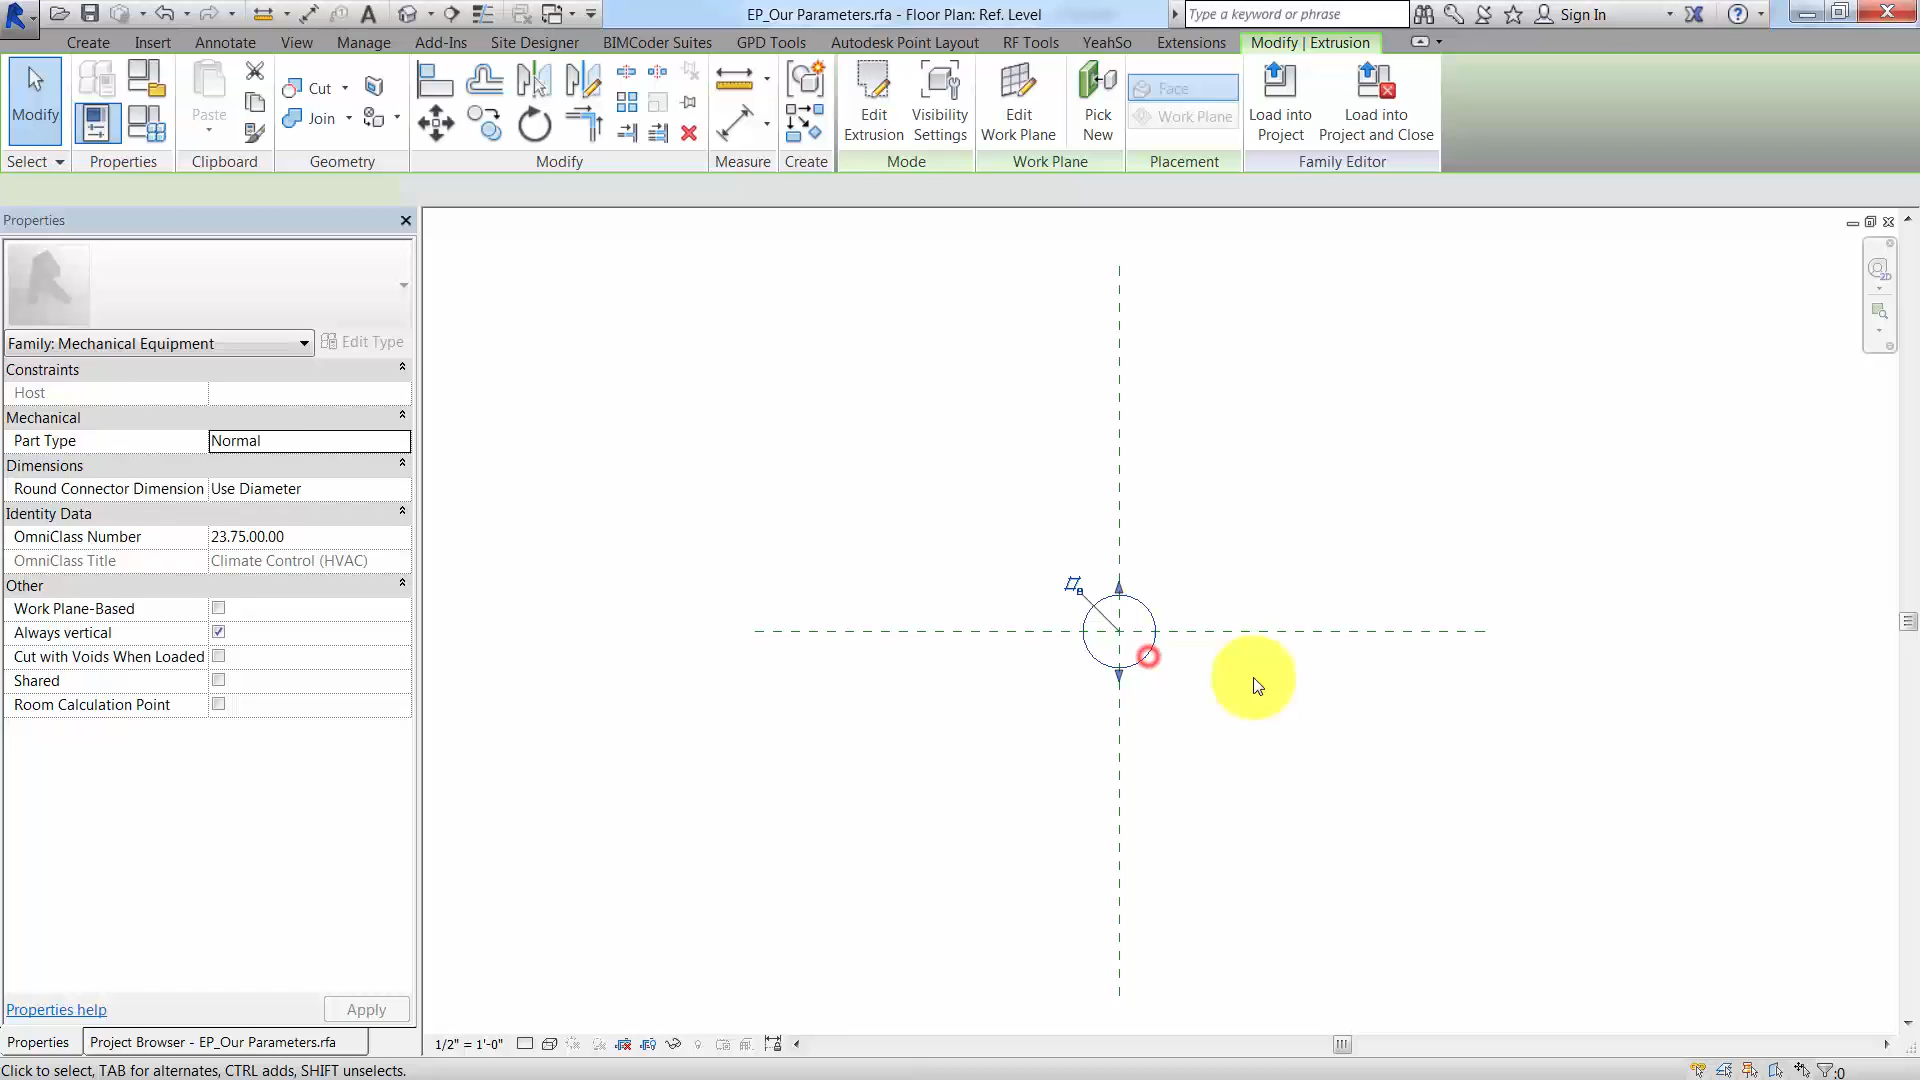 EP_Our Parameters.rfa - Floor Plan: Ref. Level
Type a keyword or phrase
Sign In
Create Insert Annotate View Manage Add-Ins Site Designer BIMCoder Suites GPD Tools Autodesk Point Layout RF Tools YeahSo Extensions Modify | Extrusion
Modify
Paste
Cut
Join
Edit Extrusion
Visibility Settings
Edit Work Plane
Pick New
Face
Work Plane
Load into Project
Load into Project and Close
Select Properties Clipboard Geometry Modify Measure Create Mode Work Plane Placement Family Editor
Properties
Family: Mechanical Equipment
Edit Type
Constraints
Host
Mechanical
Part Type Normal
Dimensions
Round Connector Dimension Use Diameter
Identity Data
OmniClass Number 23.75.00.00
OmniClass Title Climate Control (HVAC)
Other
Work Plane-Based
Always vertical
Cut with Voids When Loaded
Shared
Room Calculation Point
Properties help
Apply
Properties
Project Browser - EP_Our Parameters.rfa
1/2" = 1'-0"
Click to select, TAB for alternates, CTRL adds, SHIFT unselects.
:0